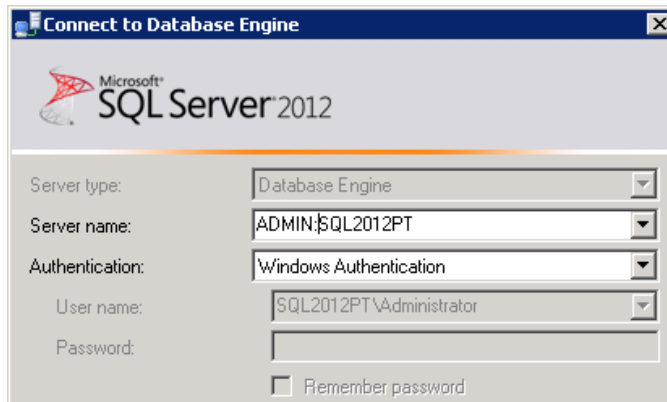 Connect to Database Engine
Microsoft®
SQL Server® 2012
Server type: Database Engine
Server name: ADMIN:SQL2012PT
Authentication: Windows Authentication
User name: SQL2012PT\Administrator
Password:
Remember password